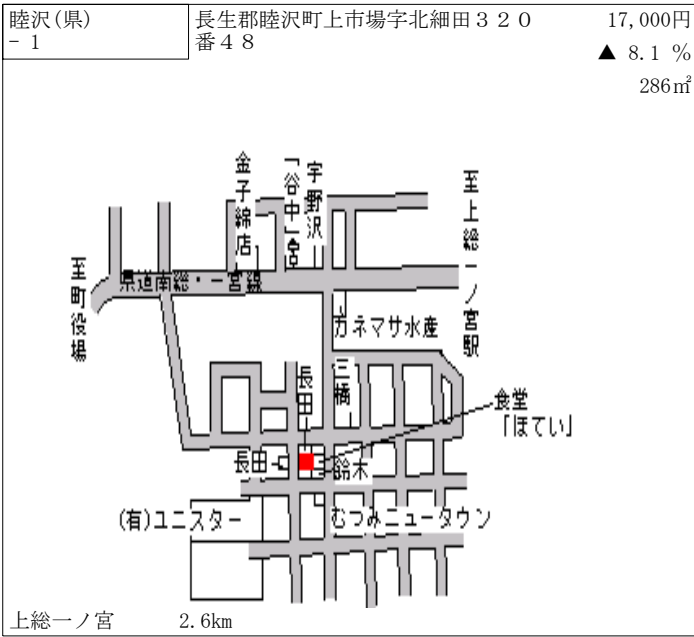 睦沢(県)
- 1
長生郡睦沢町上市場字北細田３２０
番４８
17,000円
▲ 8.1 %
286㎡
金子綿店
「谷中」宮
宇野沢
至上総一ノ宮駅
至町役場
県道南総・一宮線
カネマサ水産
三橋
長田
食堂
「ほてい」
長田
鈴木
(有)ユニスター
むつみニュータウン
上総一ノ宮 2.6km